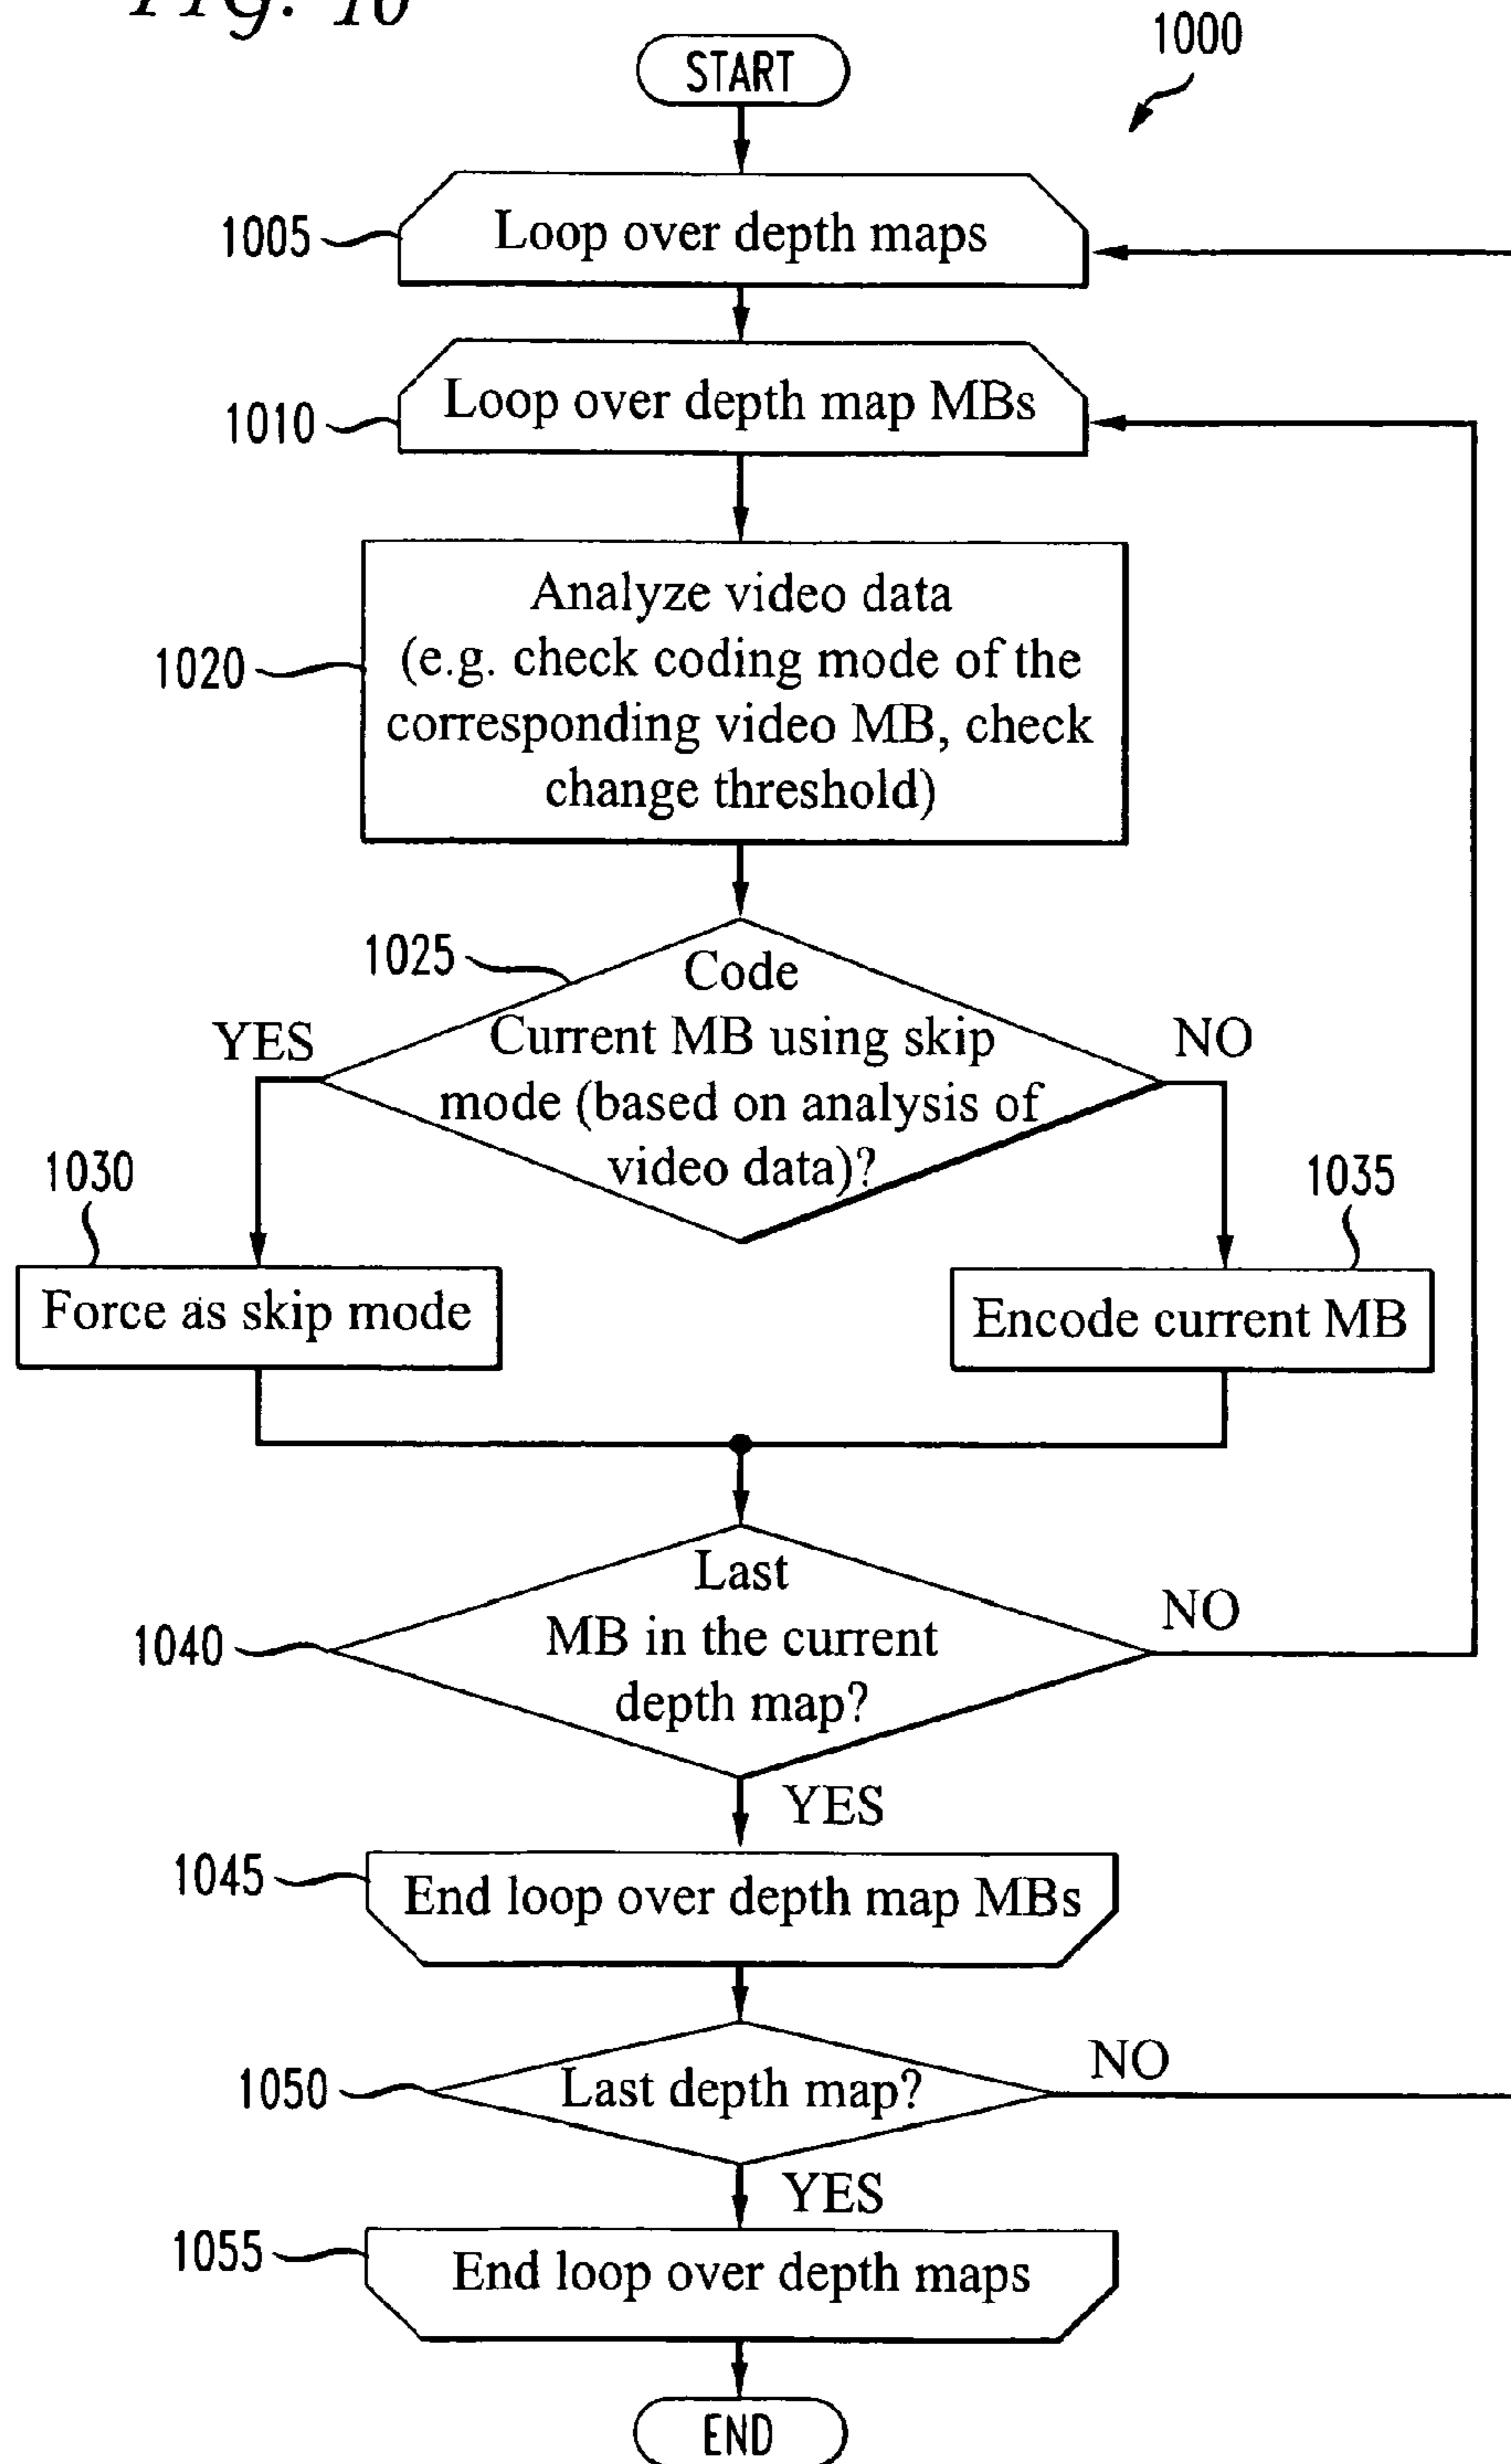 FIG. 10
1000
START
1005
Loop over depth maps
1010
Loop over depth map MBs
1020
Analyze video data
(e.g. check coding mode of the
corresponding video MB, check
change threshold)
1025
Code
Current MB using skip
mode (based on analysis of
video data)?
YES
NO
1030
1035
Force as skip mode
Encode current MB
1040
Last
MB in the current
depth map?
NO
YES
1045
End loop over depth map MBs
1050
Last depth map?
NO
YES
1055
End loop over depth maps
END